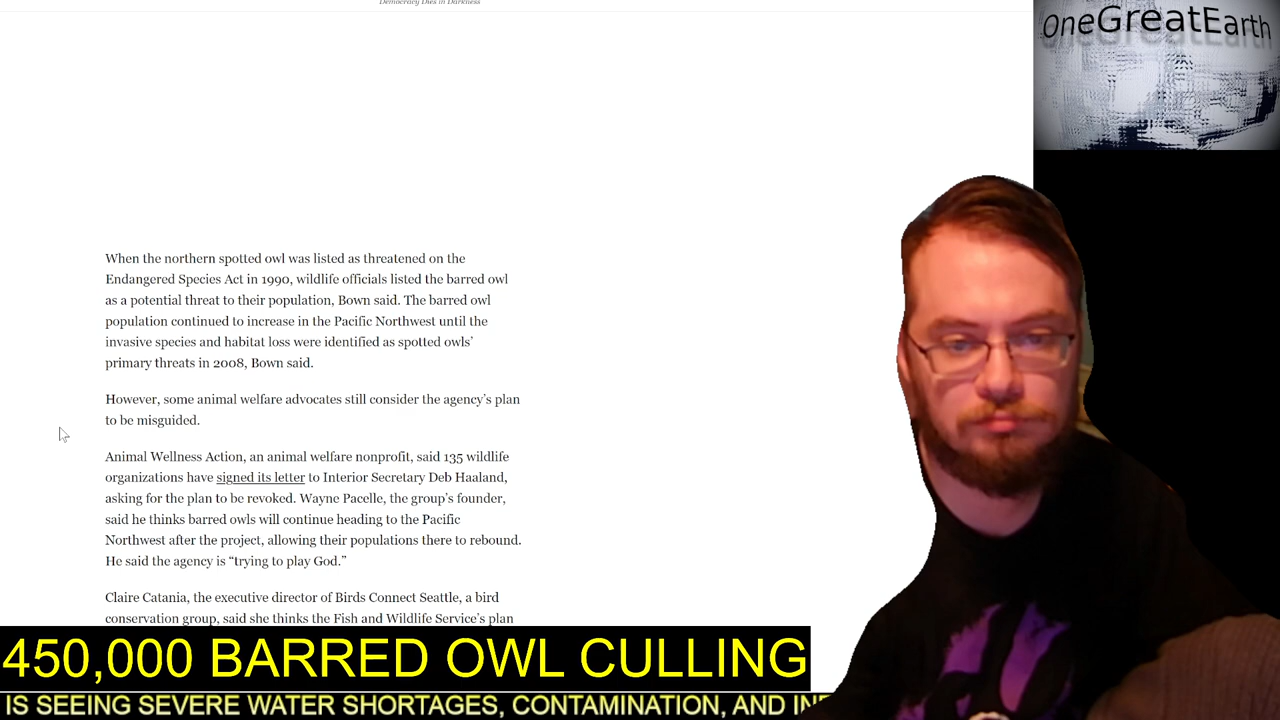 Democracy Dies in Darkness
OneGreatEarth
When the northern spotted owl was listed as threatened on the
Endangered Species Act in 1990, wildlife officials listed the barred owl
as a potential threat to their population, Bown said. The barred owl
population continued to increase in the Pacific Northwest until the
invasive species and habitat loss were identified as spotted owls’
primary threats in 2008, Bown said.
However, some animal welfare advocates still consider the agency’s plan
to be misguided.
Animal Wellness Action, an animal welfare nonprofit, said 135 wildlife
organizations have signed its letter to Interior Secretary Deb Haaland,
asking for the plan to be revoked. Wayne Pacelle, the group’s founder,
said he thinks barred owls will continue heading to the Pacific
Northwest after the project, allowing their populations there to rebound.
He said the agency is “trying to play God.”
Claire Catania, the executive director of Birds Connect Seattle, a bird
conservation group, said she thinks the Fish and Wildlife Service’s plan
450,000 BARRED OWL CULLING
IS SEEING SEVERE WATER SHORTAGES, CONTAMINATION, AND